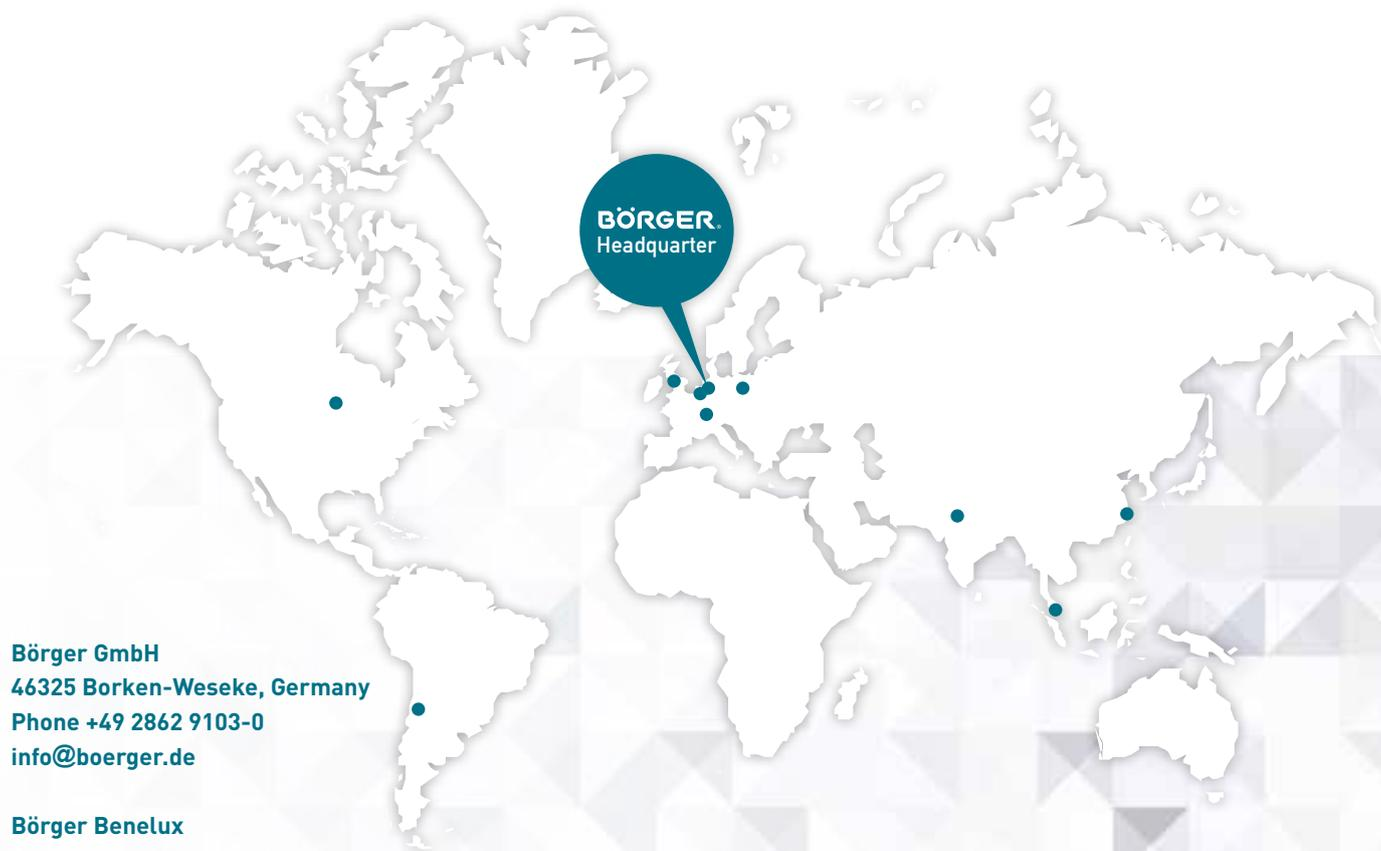 BÖRGER®
Headquarter
Börger GmbH
46325 Borken-Weseke, Germany
Phone +49 2862 9103-0
info@boerger.de
Börger Benelux